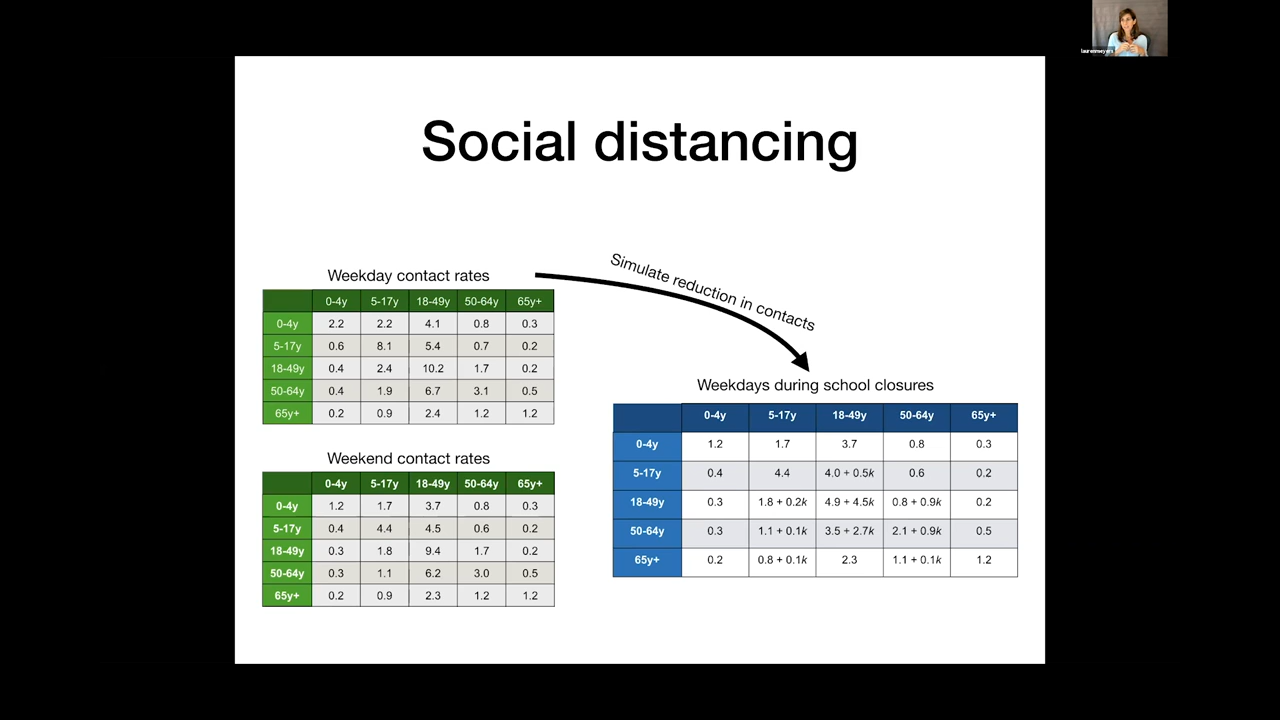 laurenmeyers
Social distancing
Weekday contact rates
0-4y 5-17y 18-49y 50-64y 65y+
0-4y 2.2 2.2 4.1 0.8 0.3
5-17y 0.6 8.1 5.4 0.7 0.2
18-49y 0.4 2.4 10.2 1.7 0.2
50-64y 0.4 1.9 6.7 3.1 0.5
65y+ 0.2 0.9 2.4 1.2 1.2
Weekend contact rates
0-4y 5-17y 18-49y 50-64y 65y+
0-4y 1.2 1.7 3.7 0.8 0.3
5-17y 0.4 4.4 4.5 0.6 0.2
18-49y 0.3 1.8 9.4 1.7 0.2
50-64y 0.3 1.1 6.2 3.0 0.5
65y+ 0.2 0.9 2.3 1.2 1.2
Simulate reduction in contacts
Weekdays during school closures
0-4y 5-17y 18-49y 50-64y 65y+
0-4y 1.2 1.7 3.7 0.8 0.3
5-17y 0.4 4.4 4.0 + 0.5k 0.6 0.2
18-49y 0.3 1.8 + 0.2k 4.9 + 4.5k 0.8 + 0.9k 0.2
50-64y 0.3 1.1 + 0.1k 3.5 + 2.7k 2.1 + 0.9k 0.5
65y+ 0.2 0.8 + 0.1k 2.3 1.1 + 0.1k 1.2